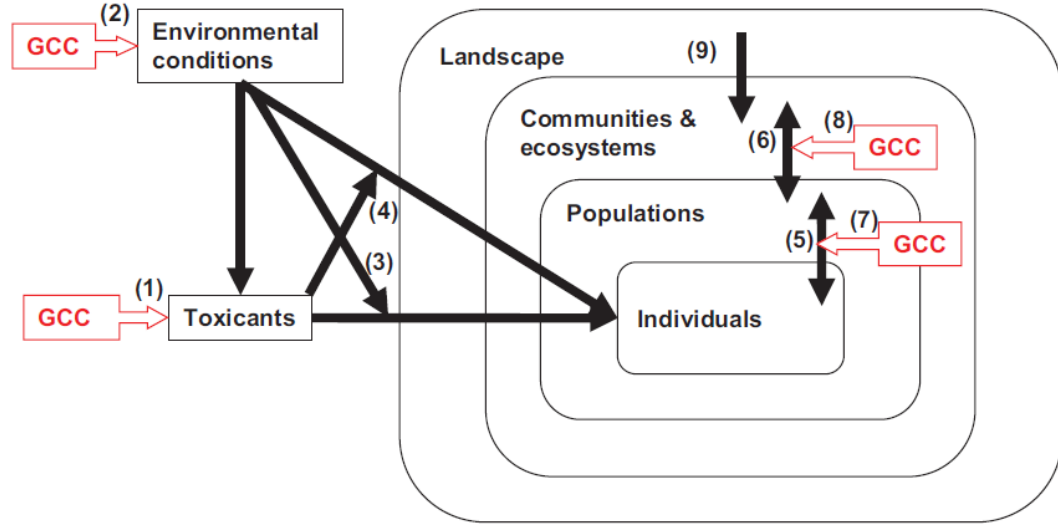 (2)
GCC
Environmental
conditions
Landscape
(9)
Communities &
ecosystems
(6)
(8)
GCC
Populations
(4)
(5)
(7)
GCC
(3)
(1)
GCC
Toxicants
Individuals